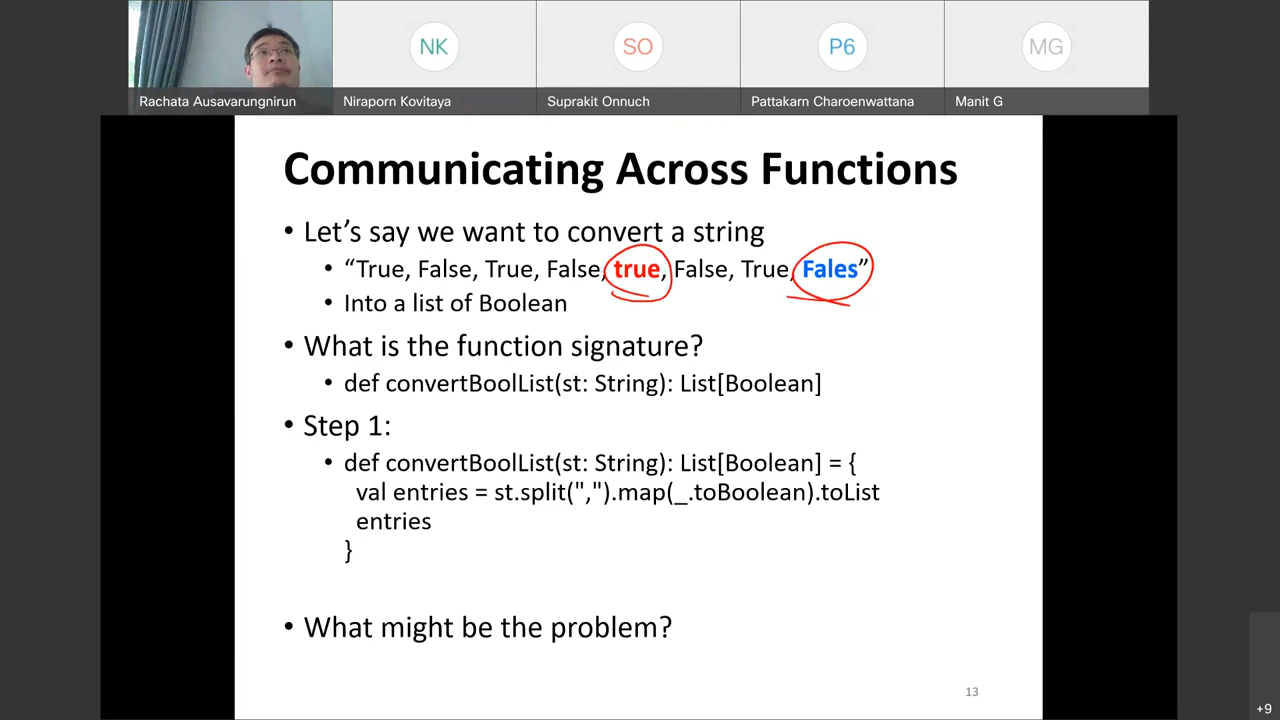 NK
SO
P6
MG
Rachata Ausavarungnirun
Niraporn Kovitaya
Suprakit Onnuch
Pattakarn Charoenwattana
Manit G
Communicating Across Functions
• Let's say we want to convert a string
• “True, False, True, False, true, False, True, Fales”
• Into a list of Boolean
• What is the function signature?
• def convertBoolList(st: String): List[Boolean]
• Step 1:
• def convertBoolList(st: String): List[Boolean] = {
val entries = st.split(",").map(_.toBoolean).toList
entries
}
• What might be the problem?
13
+9